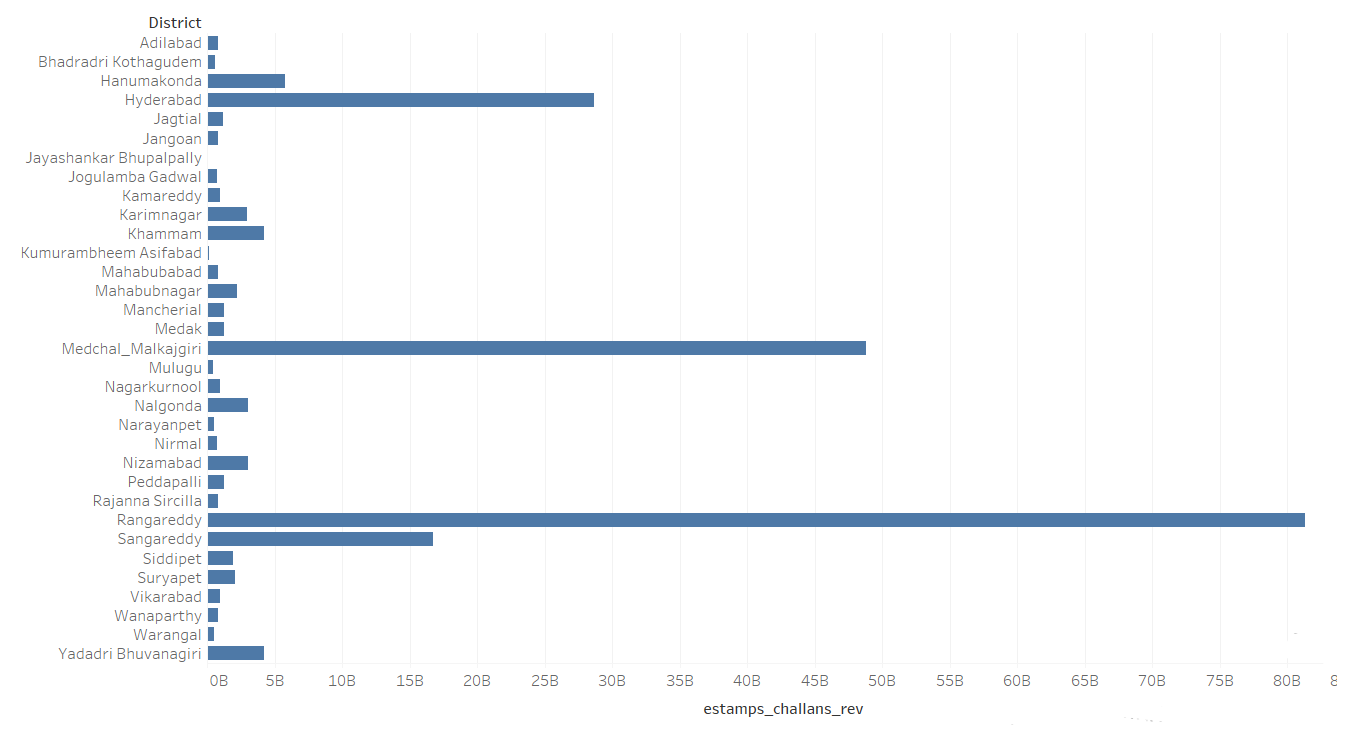 District
Adilabad
Bhadradri Kothagudem
Hanumakonda
Hyderabad
Jagtial
Jangoan
Jayashankar Bhupalpally
Jogulamba Gadwal
Kamareddy
Karimnagar
Khammam
Kumurambheem Asifabad
Mahabubabad
Mahabubnagar
Mancherial
Medak
Medchal_Malkajgiri
Mulugu
Nagarkurnool
Nalgonda
Narayanpet
Nirmal
Nizamabad
Peddapalli
Rajanna Sircilla
Rangareddy
Sangareddy
Siddipet
Suryapet
Vikarabad
Wanaparthy
Warangal
Yadadri Bhuvanagiri
0B 5B 10B 15B 20B 25B 30B 35B 40B 45B 50B 55B 60B 65B 70B 75B 80B
estamps_challans_rev